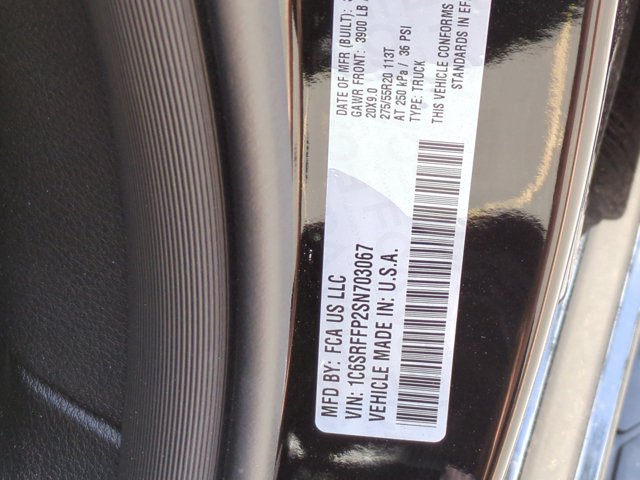 MFD BY: FCA US LLC
VIN: 1C6SRFFP2SN703067
VEHICLE MADE IN: U.S.A.
DATE OF MFR (BUILT):
GAWR FRONT: 3900 LB
20X9.0
275/55R20 113T
AT 250 kPa / 36 PSI
TYPE: TRUCK
THIS VEHICLE CONFORMS
STANDARDS IN EF